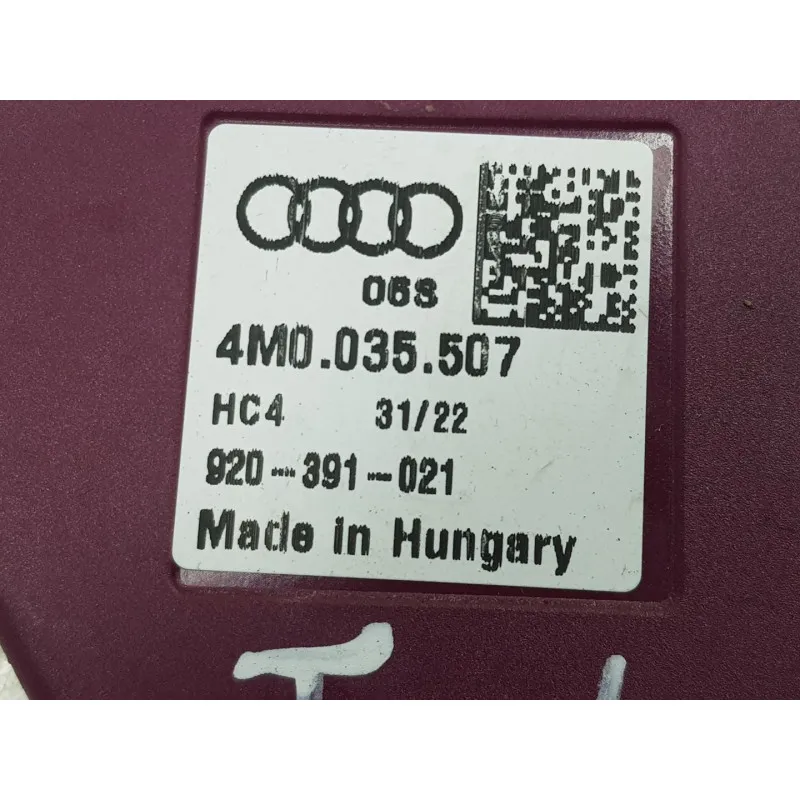 06S
4M0.035.507
HC4 31/22
920-391-021
Made in Hungary